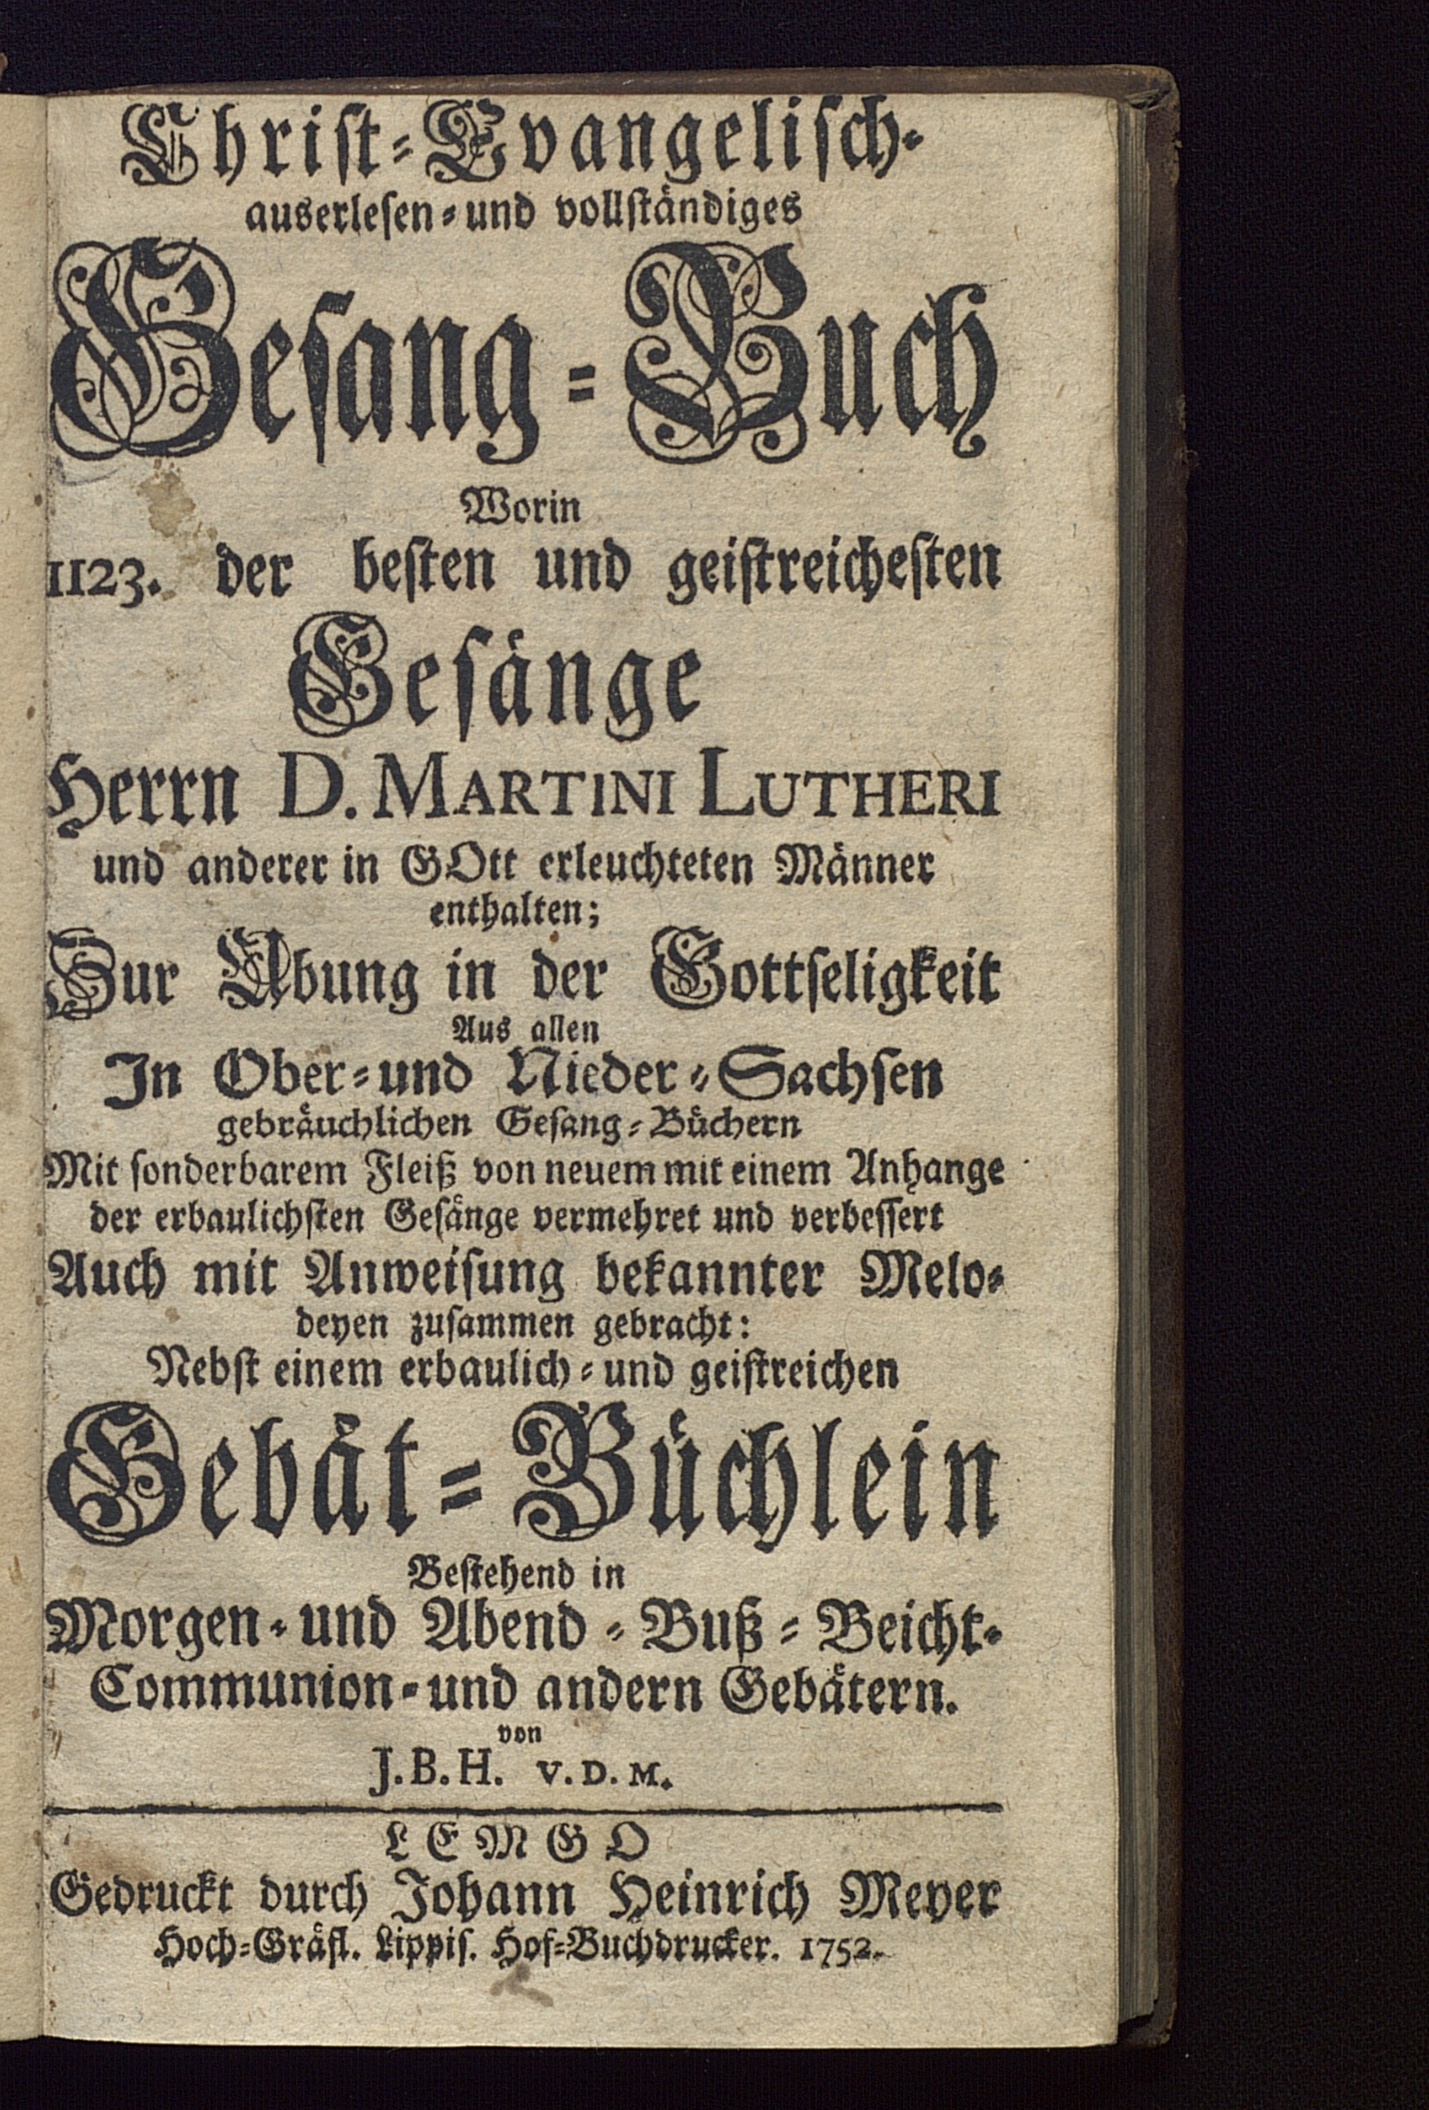 Christ-Evangelisch-
auserlesen-und vollständiges
Gesang-Buch
Worin
1123. der besten und geistreichesten
Gesänge
Herrn D. MARTINI LUTHERI
und anderer in GOtt erleuchteten Männer
enthalten;
Zur Ubung in der Gottseligkeit
Aus allen
In Ober-und Nieder-Sachsen
gebräuchlichen Gesang-Büchern
Mit sonderbarem Fleiß von neuem mit einem Anhange
der erbaulichsten Gesänge vermehret und verbessert
Auch mit Anweisung bekannter Melo-
deyen zusammen gebracht:
Nebst einem erbaulich-und geistreichen
Gebät-Büchlein
Bestehend in
Morgen-und Abend-Buß-Beicht-
Communion-und andern Gebätern.
von
J.B.H. V.D.M.
LEMGO
Gedruckt durch Johann Heinrich Meyer
Hoch-Gräfl. Lippis. Hof-Buchdrucker. 1752.